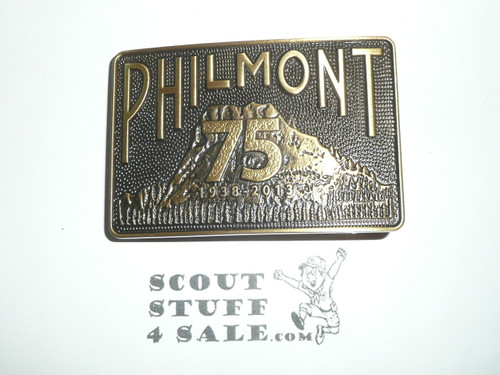 PHILMONT
75
1938-2013
SCOUT
STUFF
4 SALE.COM